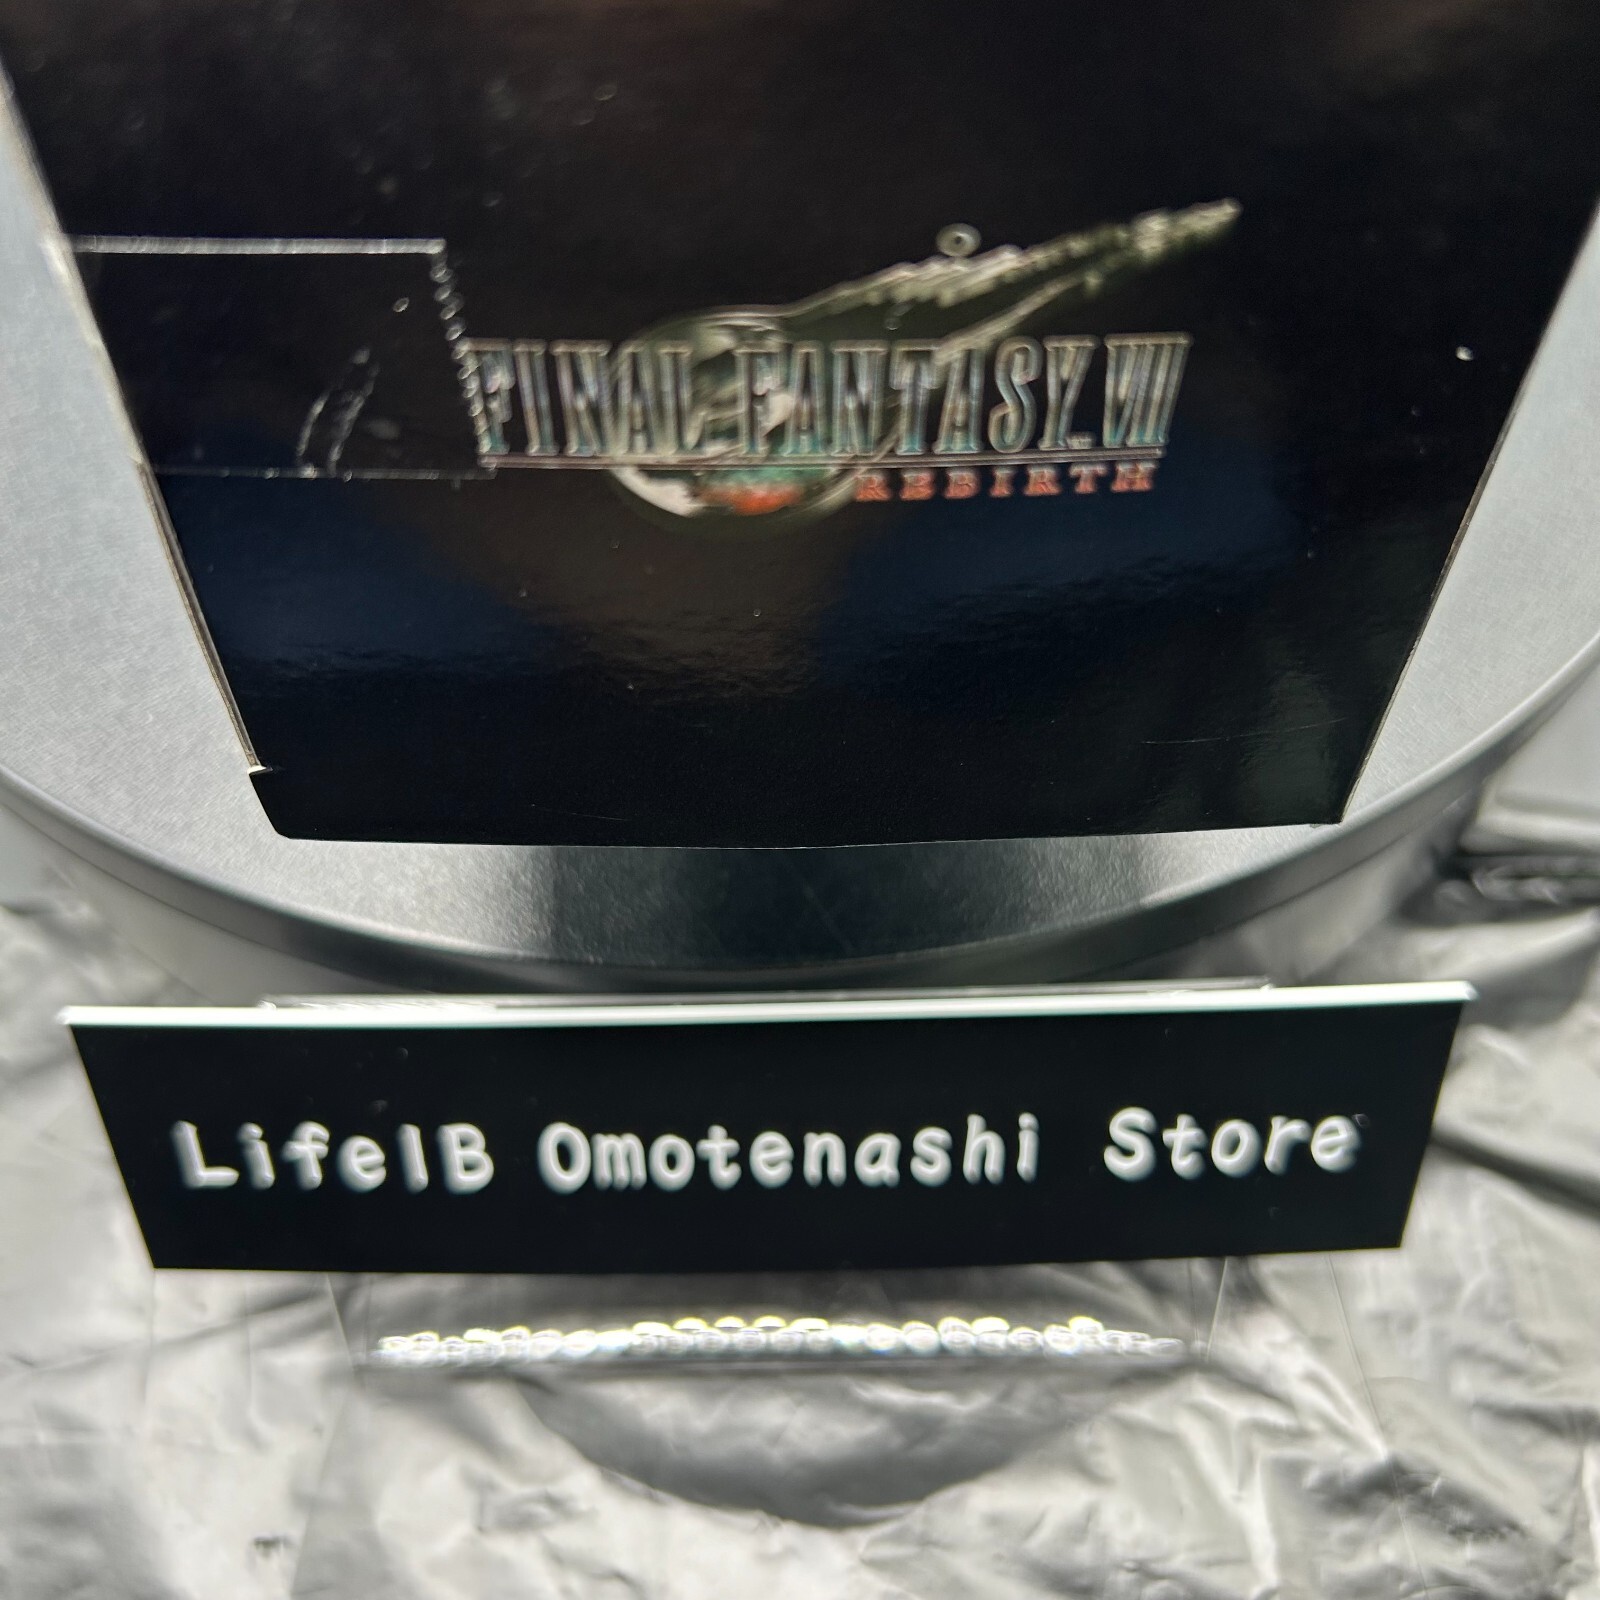 FINAL FANTASY VII
REBIRTH
LifeIB Omotenashi Store